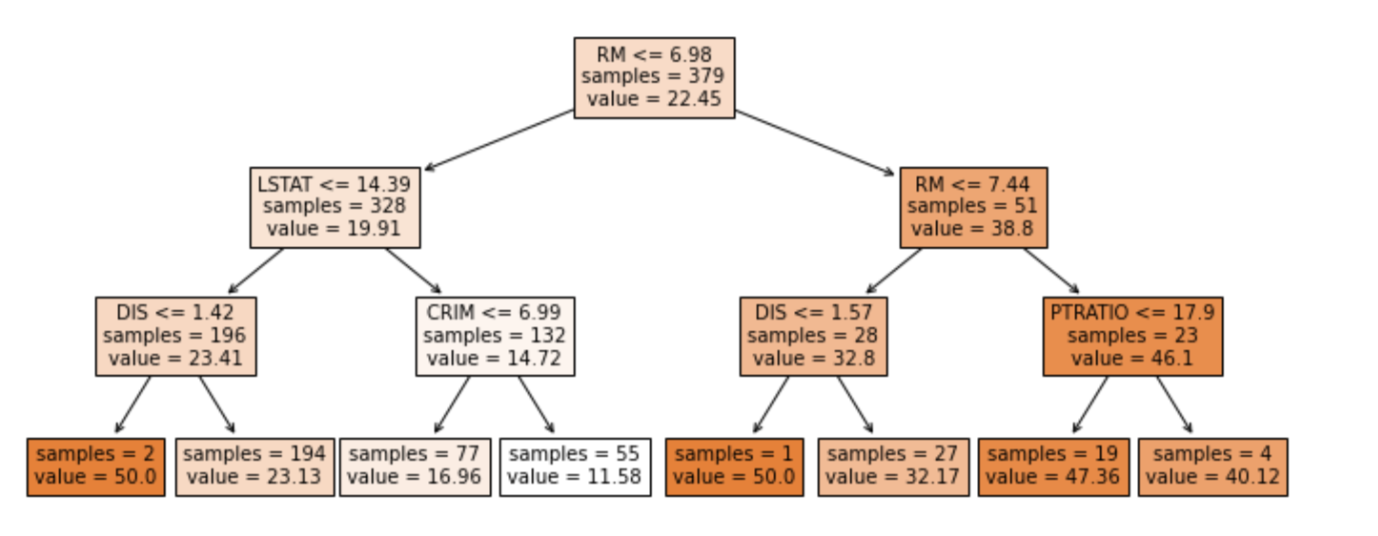 RM <= 6.98
samples = 379
value = 22.45
LSTAT <= 14.39
samples = 328
value = 19.91
RM <= 7.44
samples = 51
value = 38.8
DIS <= 1.42
samples = 196
value = 23.41
CRIM <= 6.99
samples = 132
value = 14.72
DIS <= 1.57
samples = 28
value = 32.8
PTRATIO <= 17.9
samples = 23
value = 46.1
samples = 2
value = 50.0
samples = 194
value = 23.13
samples = 77
value = 16.96
samples = 55
value = 11.58
samples = 1
value = 50.0
samples = 27
value = 32.17
samples = 19
value = 47.36
samples = 4
value = 40.12